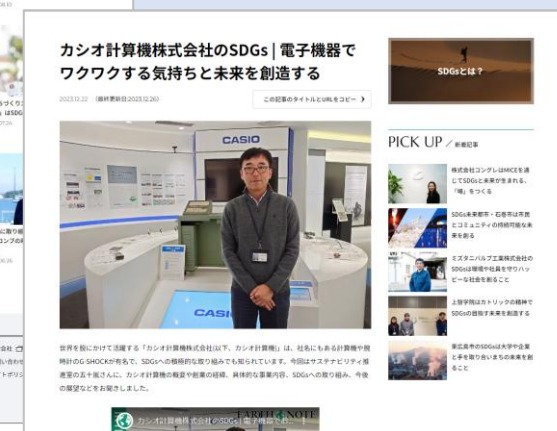 カシオ計算機株式会社のSDGs | 電子機器で
ワクワクする気持ちと未来を創造する
2023.12.22 (最終更新日:2023.12.26)
この記事のタイトルとURLをコピー
CASIO
CASIO
世界を股にかけて活躍する「カシオ計算機株式会社(以下、カシオ計算機)」は、社名にもある計算機や腕
時計のG-SHOCKが有名で、SDGsへの積極的な取り組みでも知られています。今回はサステナビリティ推
進室の五十嵐さんに、カシオ計算機の概要や創業の経緯、具体的な事業内容、SDGsへの取り組み、今後
の展望などをお聞きしました。
カシオ計算機株式会社のSDGs | 電子機器で
EARTH NOTE
SDGsとは?
PICK UP / 新着記事
株式会社コングレはMICEを通
じてSDGsと未来が生まれる、
「場」をつくる
SDGs未来都市・石巻市は市民
とコミュニティの持続可能な未
来を創る
ミズタニバルブ工業株式会社の
SDGsは環境や社員を守りハッ
ピーな社会を創ること
上智学院はカトリックの精神で
SDGsの目指す未来を創造する
東広島市のSDGsは大学や企業
と手を取り合いまちの未来を創
ること